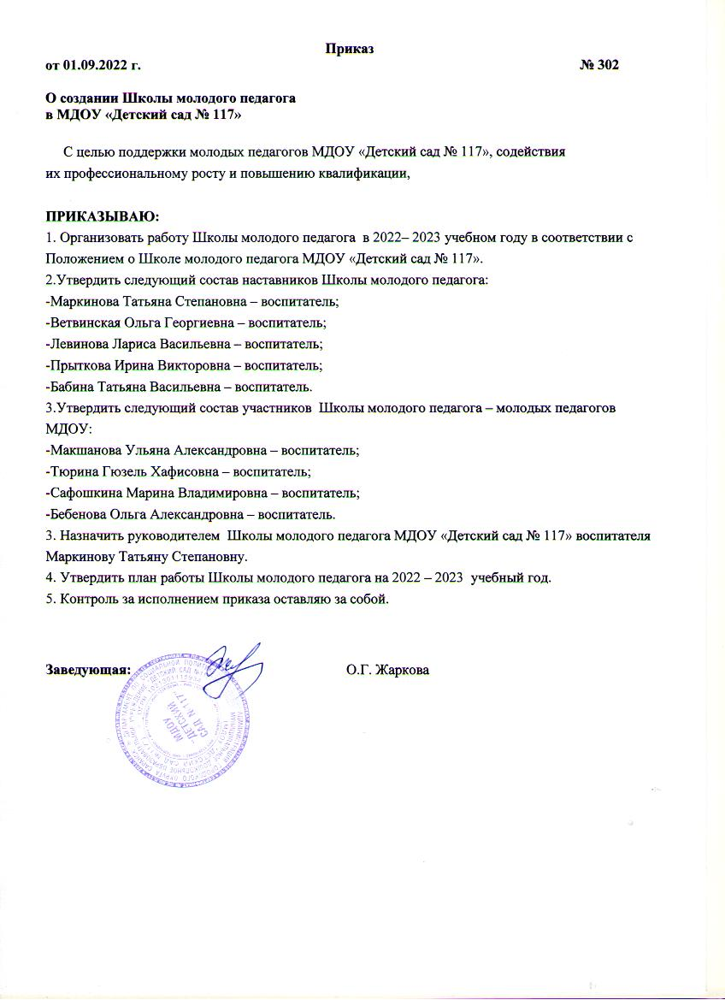 Приказ
от 01.09.2022 г. № 302
О создании Школы молодого педагога
в МДОУ «Детский сад № 117»
С целью поддержки молодых педагогов МДОУ «Детский сад № 117», содействия
их профессиональному росту и повышению квалификации,
ПРИКАЗЫВАЮ:
1. Организовать работу Школы молодого педагога в 2022– 2023 учебном году в соответствии с
Положением о Школе молодого педагога МДОУ «Детский сад № 117».
2.Утвердить следующий состав наставников Школы молодого педагога:
-Маркинова Татьяна Степановна – воспитатель;
-Ветвинская Ольга Георгиевна – воспитатель;
-Левинова Лариса Васильевна – воспитатель;
-Прыткова Ирина Викторовна – воспитатель;
-Бабина Татьяна Васильевна – воспитатель.
3.Утвердить следующий состав участников Школы молодого педагога – молодых педагогов
МДОУ:
-Макшанова Ульяна Александровна – воспитатель;
-Тюрина Гюзель Хафисовна – воспитатель;
-Сафошкина Марина Владимировна – воспитатель;
-Бебенова Ольга Александровна – воспитатель.
3. Назначить руководителем Школы молодого педагога МДОУ «Детский сад № 117» воспитателя
Маркинову Татьяну Степановну.
4. Утвердить план работы Школы молодого педагога на 2022 – 2023 учебный год.
5. Контроль за исполнением приказа оставляю за собой.
Заведующая: О.Г. Жаркова
МДОУ
"ДЕТСКИЙ
САД N 117"